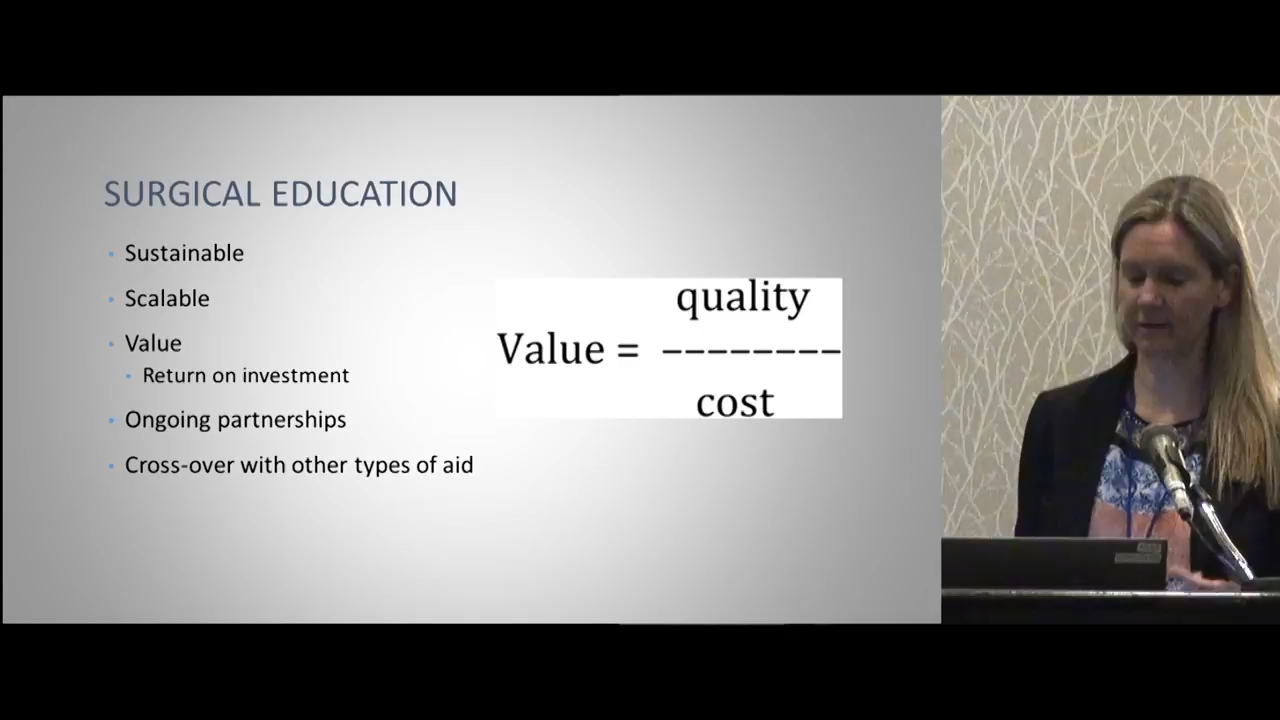 SURGICAL EDUCATION
Sustainable
Scalable
Value
Return on investment
Ongoing partnerships
Cross-over with other types of aid
quality
Value = --------
cost